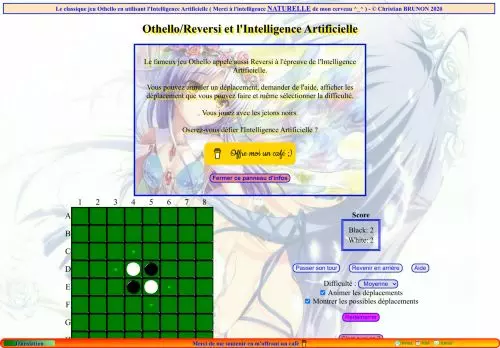 Le classique jeu Othello en utilisant l'Intelligence Artificielle ( Merci à l'intelligence NATURELLE de mon cerveau ^_^ ) - © Christian BRUNON 2020
Othello/Reversi et l'Intelligence Artificielle
Le fameux jeu Othello appelé aussi Reversi à l'épreuve de l'Intelligence
Artificielle.
Vous pouvez annuler un déplacement, demander de l'aide, afficher les
déplacement que vous pouvez faire et même sélectionner la difficulté.
Vous jouez avec les jetons noirs.
Oserez-vous défier l'Intelligence Artificielle ?
Offre moi un café ;)
Fermer ce panneau d'infos
1 2 3 4 5 6 7 8
A
B
C
D
E
F
G
Score
Black: 2
White: 2
Passer son tour Revenir en arrière Aide
Difficulté : Moyenne
Animer les déplacements
Montrer les possibles déplacements
Redémarrer
Translation
Merci de me soutenir en m'offrant un café